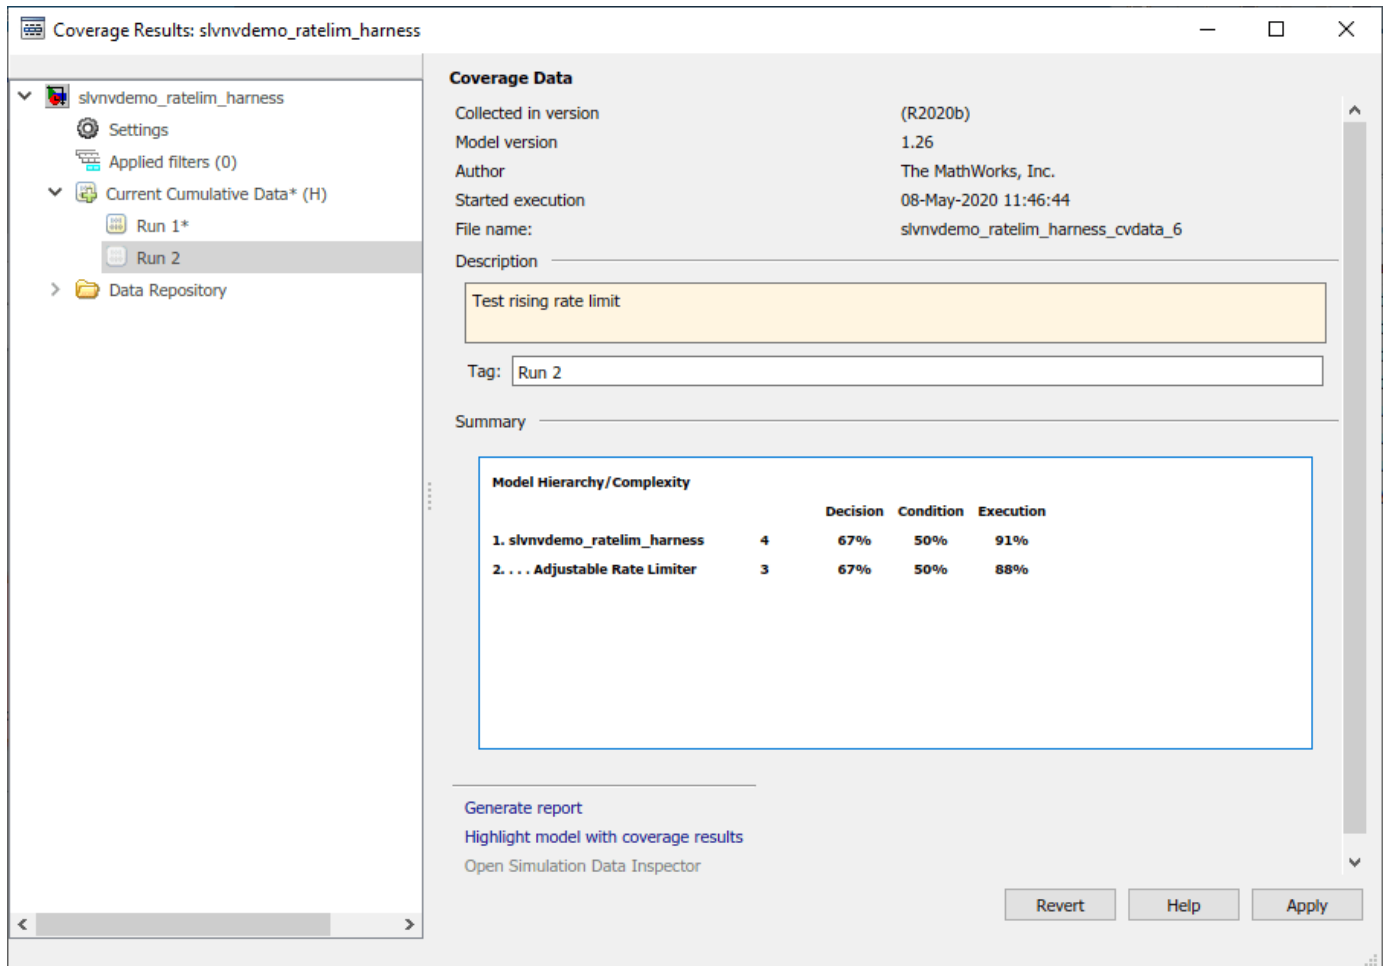 Coverage Results: slvnvdemo_ratelim_harness
slvnvdemo_ratelim_harness
Settings
Applied filters (0)
Current Cumulative Data* (H)
Run 1*
Run 2
Data Repository
Coverage Data
Collected in version (R2020b)
Model version 1.26
Author The MathWorks, Inc.
Started execution 08-May-2020 11:46:44
File name: slvnvdemo_ratelim_harness_cvdata_6
Description
Test rising rate limit
Tag: Run 2
Summary
Model Hierarchy/Complexity
Decision Condition Execution
1. slvnvdemo_ratelim_harness 4 67% 50% 91%
2. . . . Adjustable Rate Limiter 3 67% 50% 88%
Generate report
Highlight model with coverage results
Open Simulation Data Inspector
Revert Help Apply